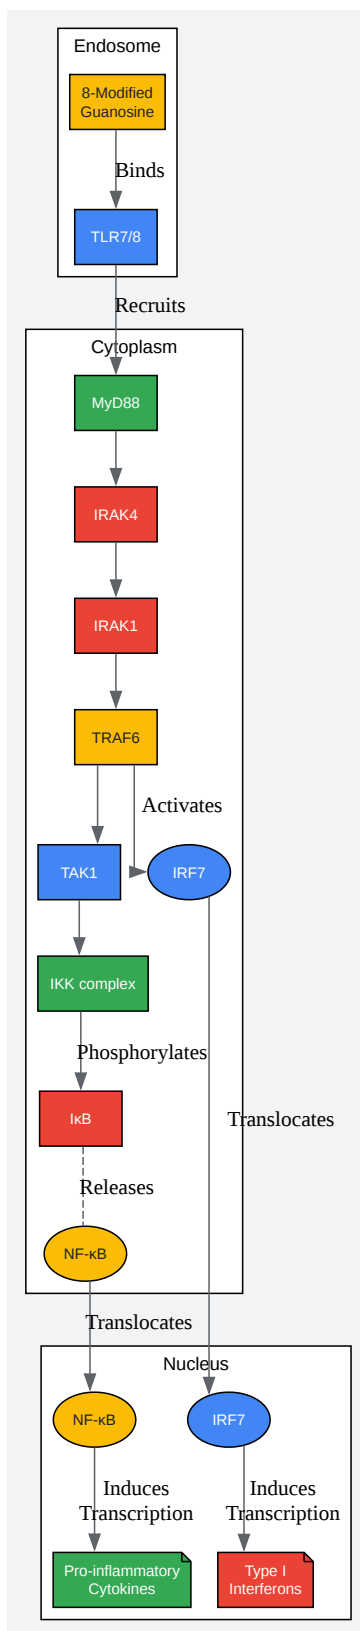 Endosome
8-Modified
Guanosine
Binds
TLR7/8
Recruits
Cytoplasm
MyD88
IRAK4
IRAK1
TRAF6
Activates
TAK1
IRF7
IKK complex
Phosphorylates
IκB
Translocates
Releases
NF-κB
Translocates
Nucleus
NF-κB
IRF7
Induces
Transcription
Induces
Transcription
Pro-inflammatory
Cytokines
Type I
Interferons